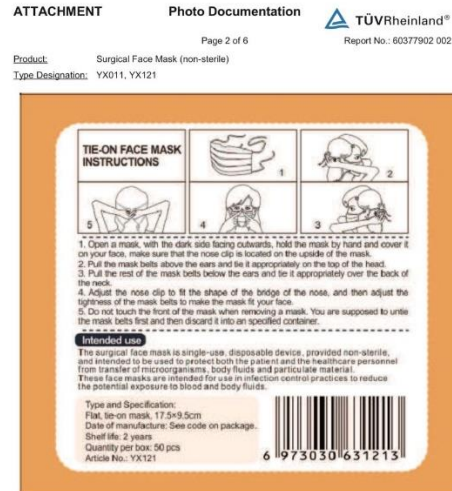 ATTACHMENT Photo Documentation TÜVRheinland®
Page 2 of 6 Report No.: 60377902 002
Product: Surgical Face Mask (non-sterile)
Type Designation: YX011, YX121
TIE-ON FACE MASK
INSTRUCTIONS
1
2
5
4
3
1. Open a mask, with the dark side facing outwards, hold the mask by hand and cover it
on your face, make sure that the nose clip is located on the upside of the mask.
2. Pull the mask belts above the ears and tie it appropriately on the top of the head.
3. Pull the rest of the mask belts below the ears and tie it appropriately over the back of
the neck.
4. Adjust the nose clip to fit the shape of the bridge of the nose, and then adjust the
tightness of the mask belts to make the mask fit your face.
5. Do not touch the front of the mask when removing a mask. You are supposed to untie
the mask belts first and then discard it into an specified container.
Intended use
The surgical face mask is single-use, disposable device, provided non-sterile,
and intended to be used to protect both the patient and the healthcare personnel
from transfer of microorganisms, body fluids and particulate material.
These face masks are intended for use in infection control practices to reduce
the potential exposure to blood and body fluids.
Type and Specification:
Flat, tie-on mask, 17.5×9.5cm
Date of manufacture: See code on package.
Shelf life: 2 years
Quantity per box: 50 pcs
Article No.: YX121
6 973030 631213